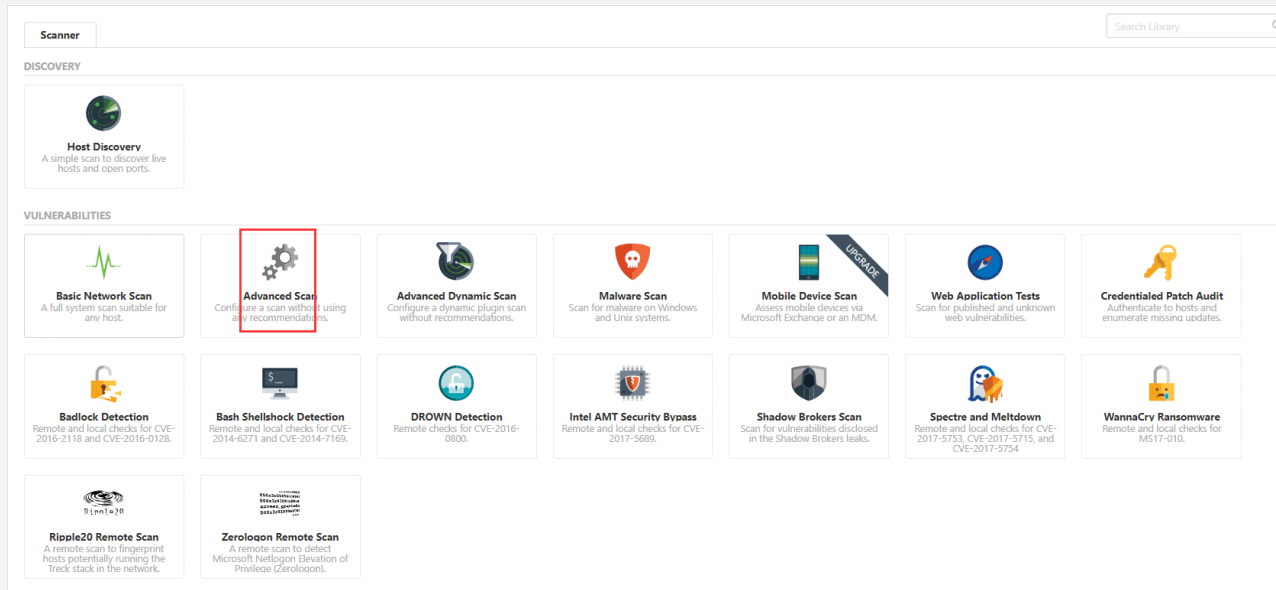 Scanner
Search Library
DISCOVERY
Host Discovery
A simple scan to discover live
hosts and open ports.
VULNERABILITIES
Basic Network Scan
A full system scan suitable for
any host.
Advanced Scan
Configure a scan without using
any recommendations.
Advanced Dynamic Scan
Configure a dynamic plugin scan
without recommendations.
Malware Scan
Scan for malware on Windows
and Unix systems.
UPGRADE
Mobile Device Scan
Assess mobile devices via
Microsoft Exchange or an MDM.
Web Application Tests
Scan for published and unknown
web vulnerabilities.
Credentialed Patch Audit
Authenticate to hosts and
enumerate missing updates.
Badlock Detection
Remote and local checks for CVE-
2016-2118 and CVE-2016-0128.
$_
Bash Shellshock Detection
Remote and local checks for CVE-
2014-6271 and CVE-2014-7169.
DROWN Detection
Remote checks for CVE-2016-
0800.
Intel AMT Security Bypass
Remote and local checks for CVE-
2017-5689.
Shadow Brokers Scan
Scan for vulnerabilities disclosed
in the Shadow Brokers leaks.
Spectre and Meltdown
Remote and local checks for CVE-
2017-5753, CVE-2017-5715, and
CVE-2017-5754
WannaCry Ransomware
Remote and local checks for
MS17-010.
Ripple20
Ripple20 Remote Scan
A remote scan to fingerprint
hosts potentially running the
Treck stack in the network.
Zerologon Remote Scan
A remote scan to detect
Microsoft Netlogon Elevation of
Privilege (Zerologon).